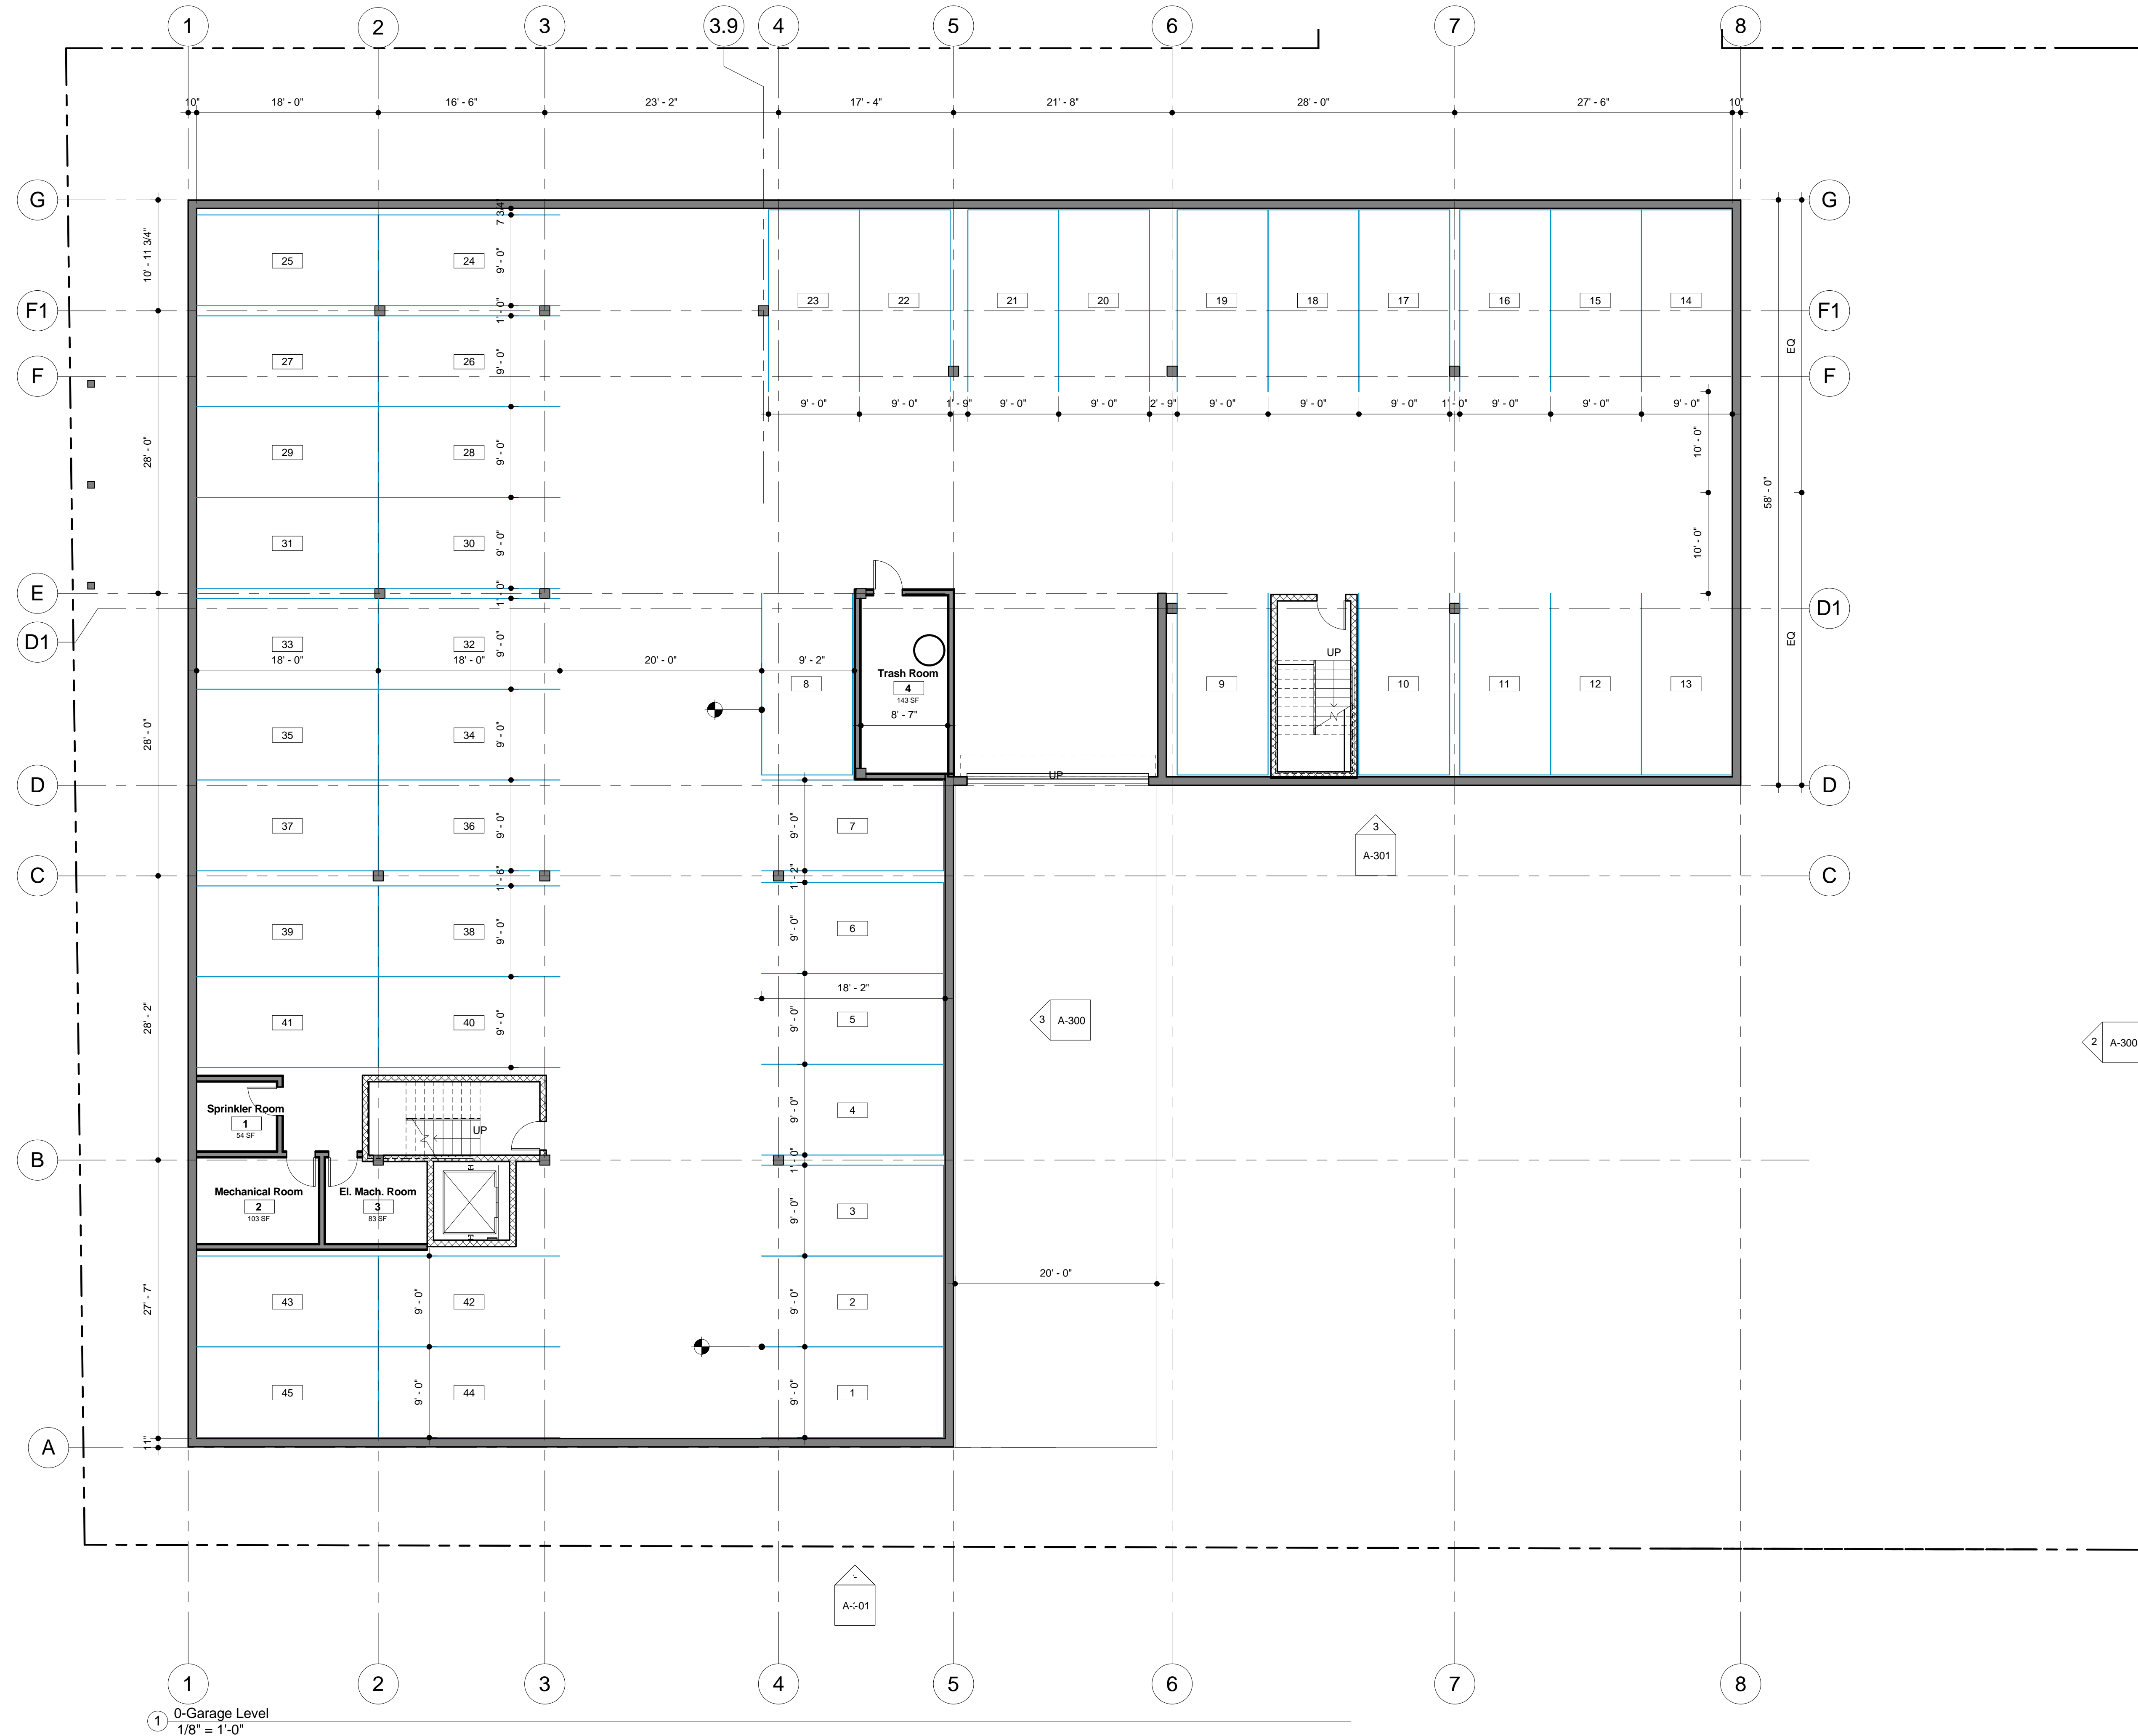 1 2 3 3.9 4 5 6 7 8
10" 18' - 0" 16' - 6" 23' - 2" 17' - 4" 21' - 8" 28' - 0" 27' - 6" 10"
G G
7 3/4"
10' - 11 3/4"
25 24 9' - 0"
23 22 21 20 19 18 17 16 15 14
F1 1' - 0" F1
EQ
27 26 9' - 0"
F F
9' - 0" 9' - 0" 1' - 9" 9' - 0" 9' - 0" 2' - 9" 9' - 0" 9' - 0" 9' - 0" 1' - 0" 9' - 0" 9' - 0" 9' - 0"
28' - 0" 29 28 9' - 0" 10' - 0"
58' - 0"
31 30 9' - 0" 10' - 0"
E 1' - 0"
D1 D1
33 32 9' - 0" EQ
18' - 0" 18' - 0" 20' - 0" 9' - 2"
UP
Trash Room
8 4 9 10 11 12 13
143 SF
8' - 7"
28' - 0" 35 34 9' - 0"
UP
D D
37 36 9' - 0" 9' - 0" 7
3
A-301
C 1' - 6" 1' - 2" C
39 38 9' - 0" 9' - 0" 6
18' - 2"
28' - 2" 41 40 9' - 0" 9' - 0" 5
3 A-300
2 A-300
Sprinkler Room
1
54 SF
UP
9' - 0" 4
B 1' - 0"
Mechanical Room El. Mach. Room
2 3
103 SF 83 SF
9' - 0" 3
20' - 0"
27' - 7" 43 9' - 0" 42 9' - 0" 2
45 9' - 0" 44 9' - 0" 1
A 11"
-
1 2 3 4 5 6 7 8
1 0-Garage Level
1/8" = 1'-0"